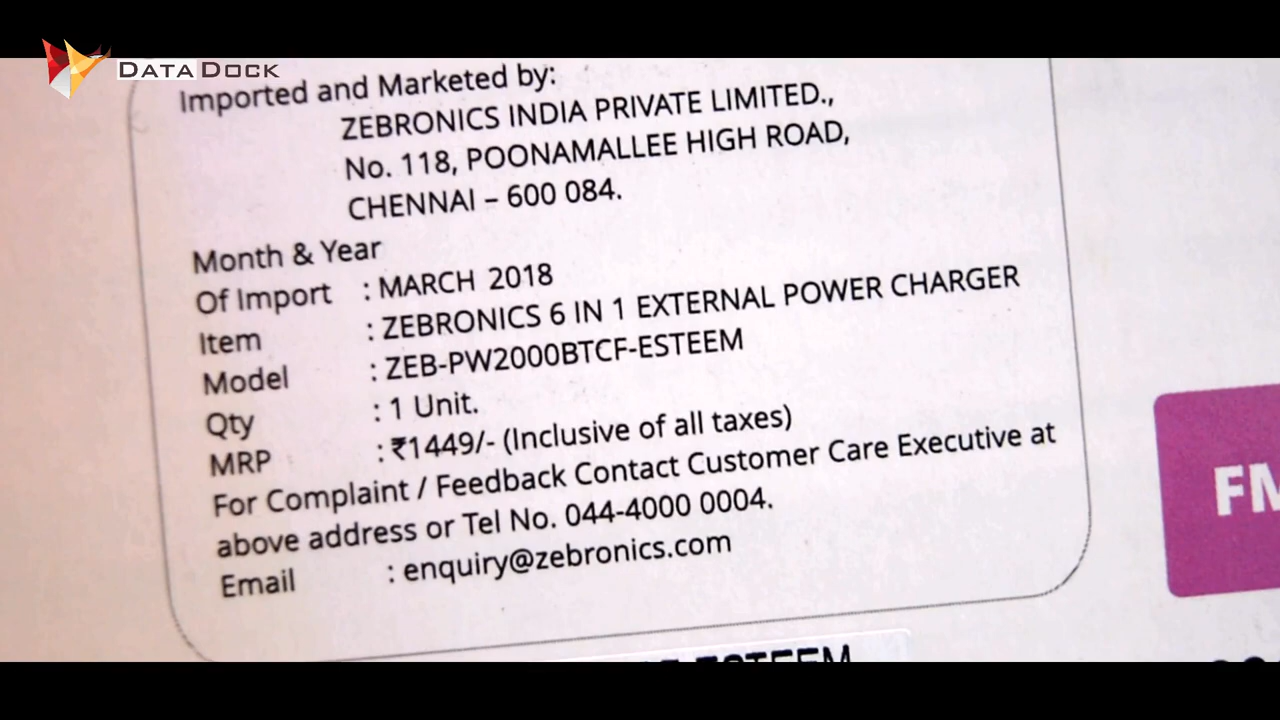 DATA DOCK
Imported and Marketed by:
ZEBRONICS INDIA PRIVATE LIMITED.,
No. 118, POONAMALLEE HIGH ROAD,
CHENNAI – 600 084.
Month & Year
Of Import : MARCH 2018
Item : ZEBRONICS 6 IN 1 EXTERNAL POWER CHARGER
Model : ZEB-PW2000BTCF-ESTEEM
Qty : 1 Unit.
MRP : ₹1449/- (Inclusive of all taxes)
For Complaint / Feedback Contact Customer Care Executive at
above address or Tel No. 044-4000 0004.
Email : enquiry@zebronics.com
FM
ESTEEM